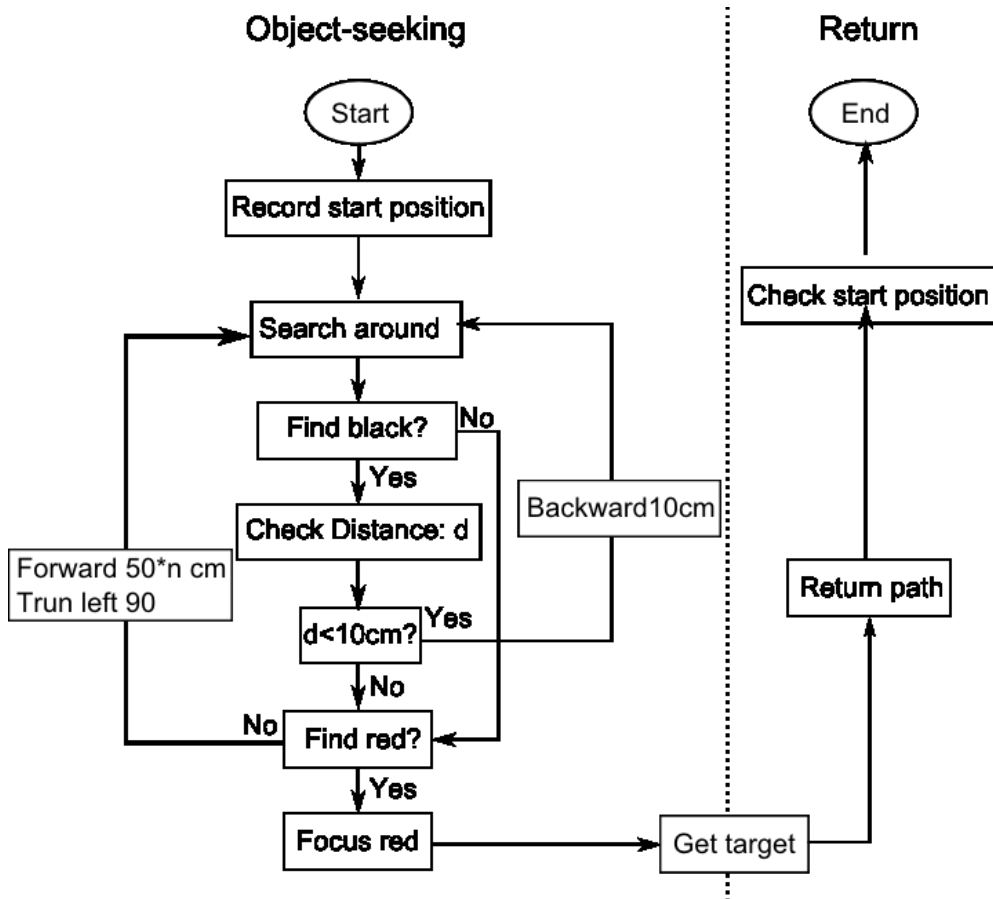 Object-seeking
Return
Start
End
Record start position
Check start position
Search around
Find black?
No
Yes
Backward10cm
Check Distance: d
Forward 50*n cm
Trun left 90
Return path
d<10cm?
Yes
No
No
Find red?
Yes
Focus red
Get target